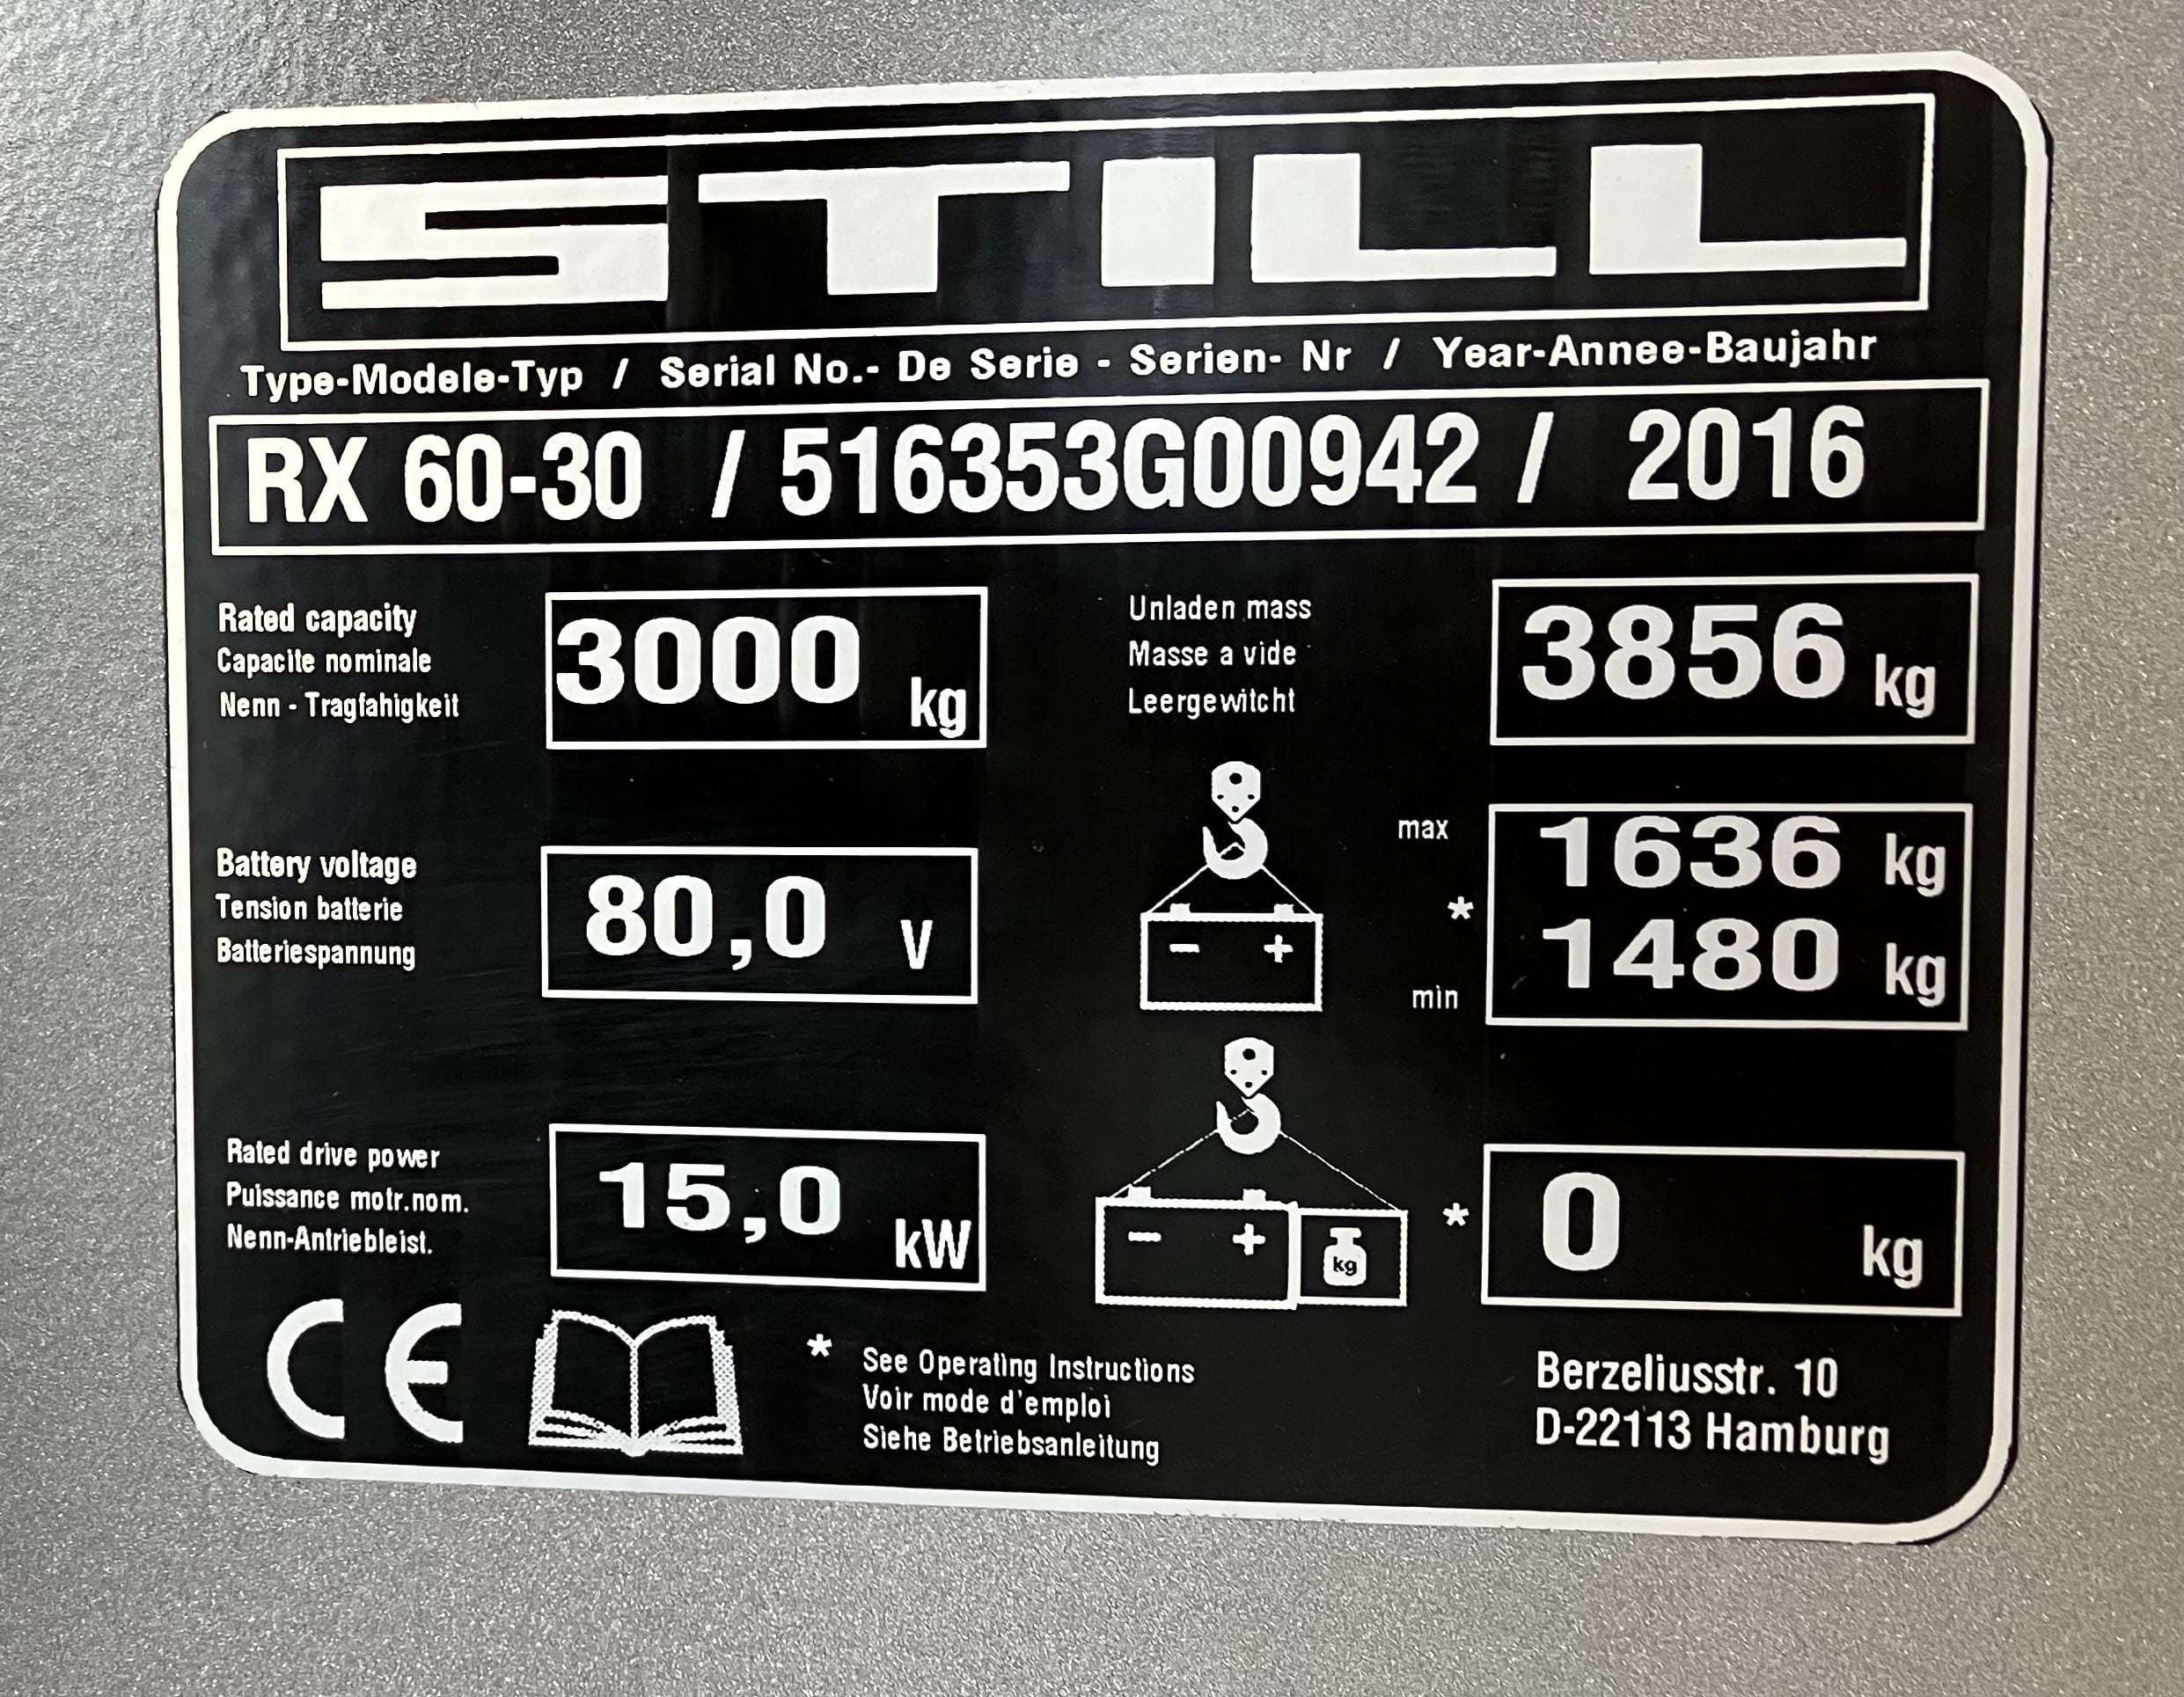 STILL
Type-Modele-Typ / Serial No.- De Serie - Serien- Nr / Year-Annee-Baujahr
RX 60-30 / 516353G00942 / 2016
Rated capacity
Capacite nominale
Nenn - Tragfahigkeit
3000 kg
Unladen mass
Masse a vide
Leergewitcht
3856 kg
Battery voltage
Tension batterie
Batteriespannung
80,0 V
- +
max
*
min
1636 kg
1480 kg
Rated drive power
Puissance motr.nom.
Nenn-Antriebleist.
15,0 kW
- + kg
* 0 kg
CE
* See Operating Instructions
Voir mode d'emploi
Siehe Betriebsanleitung
Berzeliusstr. 10
D-22113 Hamburg